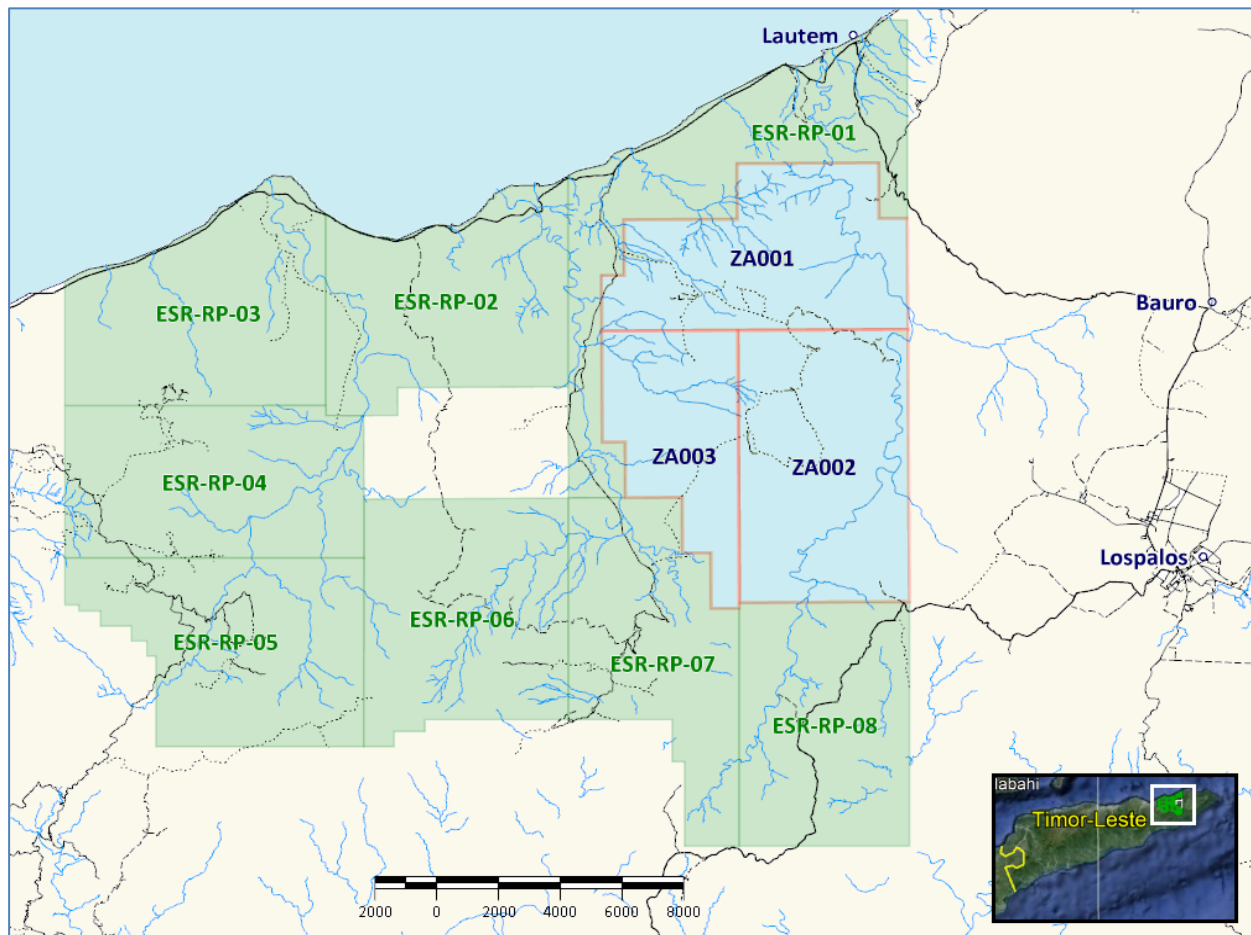 Lautem
ESR-RP-01
ZA001
ESR-RP-02
Bauro
ESR-RP-03
ZA003
ZA002
ESR-RP-04
Lospalos
ESR-RP-06
ESR-RP-05
ESR-RP-07
ESR-RP-08
labahi
Timor-Leste
2000 0 2000 4000 6000 8000